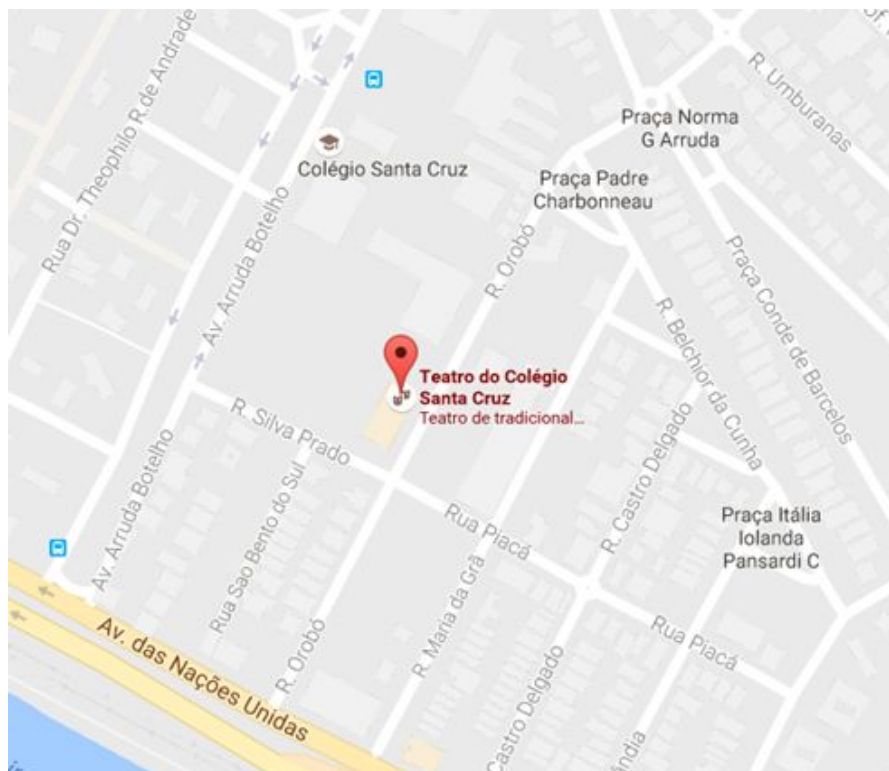 R. Umburanas
Praça Norma
G Arruda
Rua Dr. Theophilo R.de Andrade
Colégio Santa Cruz
Praça Padre
Charbonneau
Av. Arruda Botelho
R. Orobó
Praça Conde de Barcelos
R. Belchior da Cunha
Teatro do Colégio
Santa Cruz
Teatro de tradicional...
R. Silva Prado
R. Castro Delgado
Rua Sao Bento do Sul
Rua Piacá
Praça Itália
Iolanda
Pansardi C
Av. Arruda Botelho
R. Maria da Grã
Rua Piacá
Av. das Nações Unidas
R. Orobó
Castro Delgado